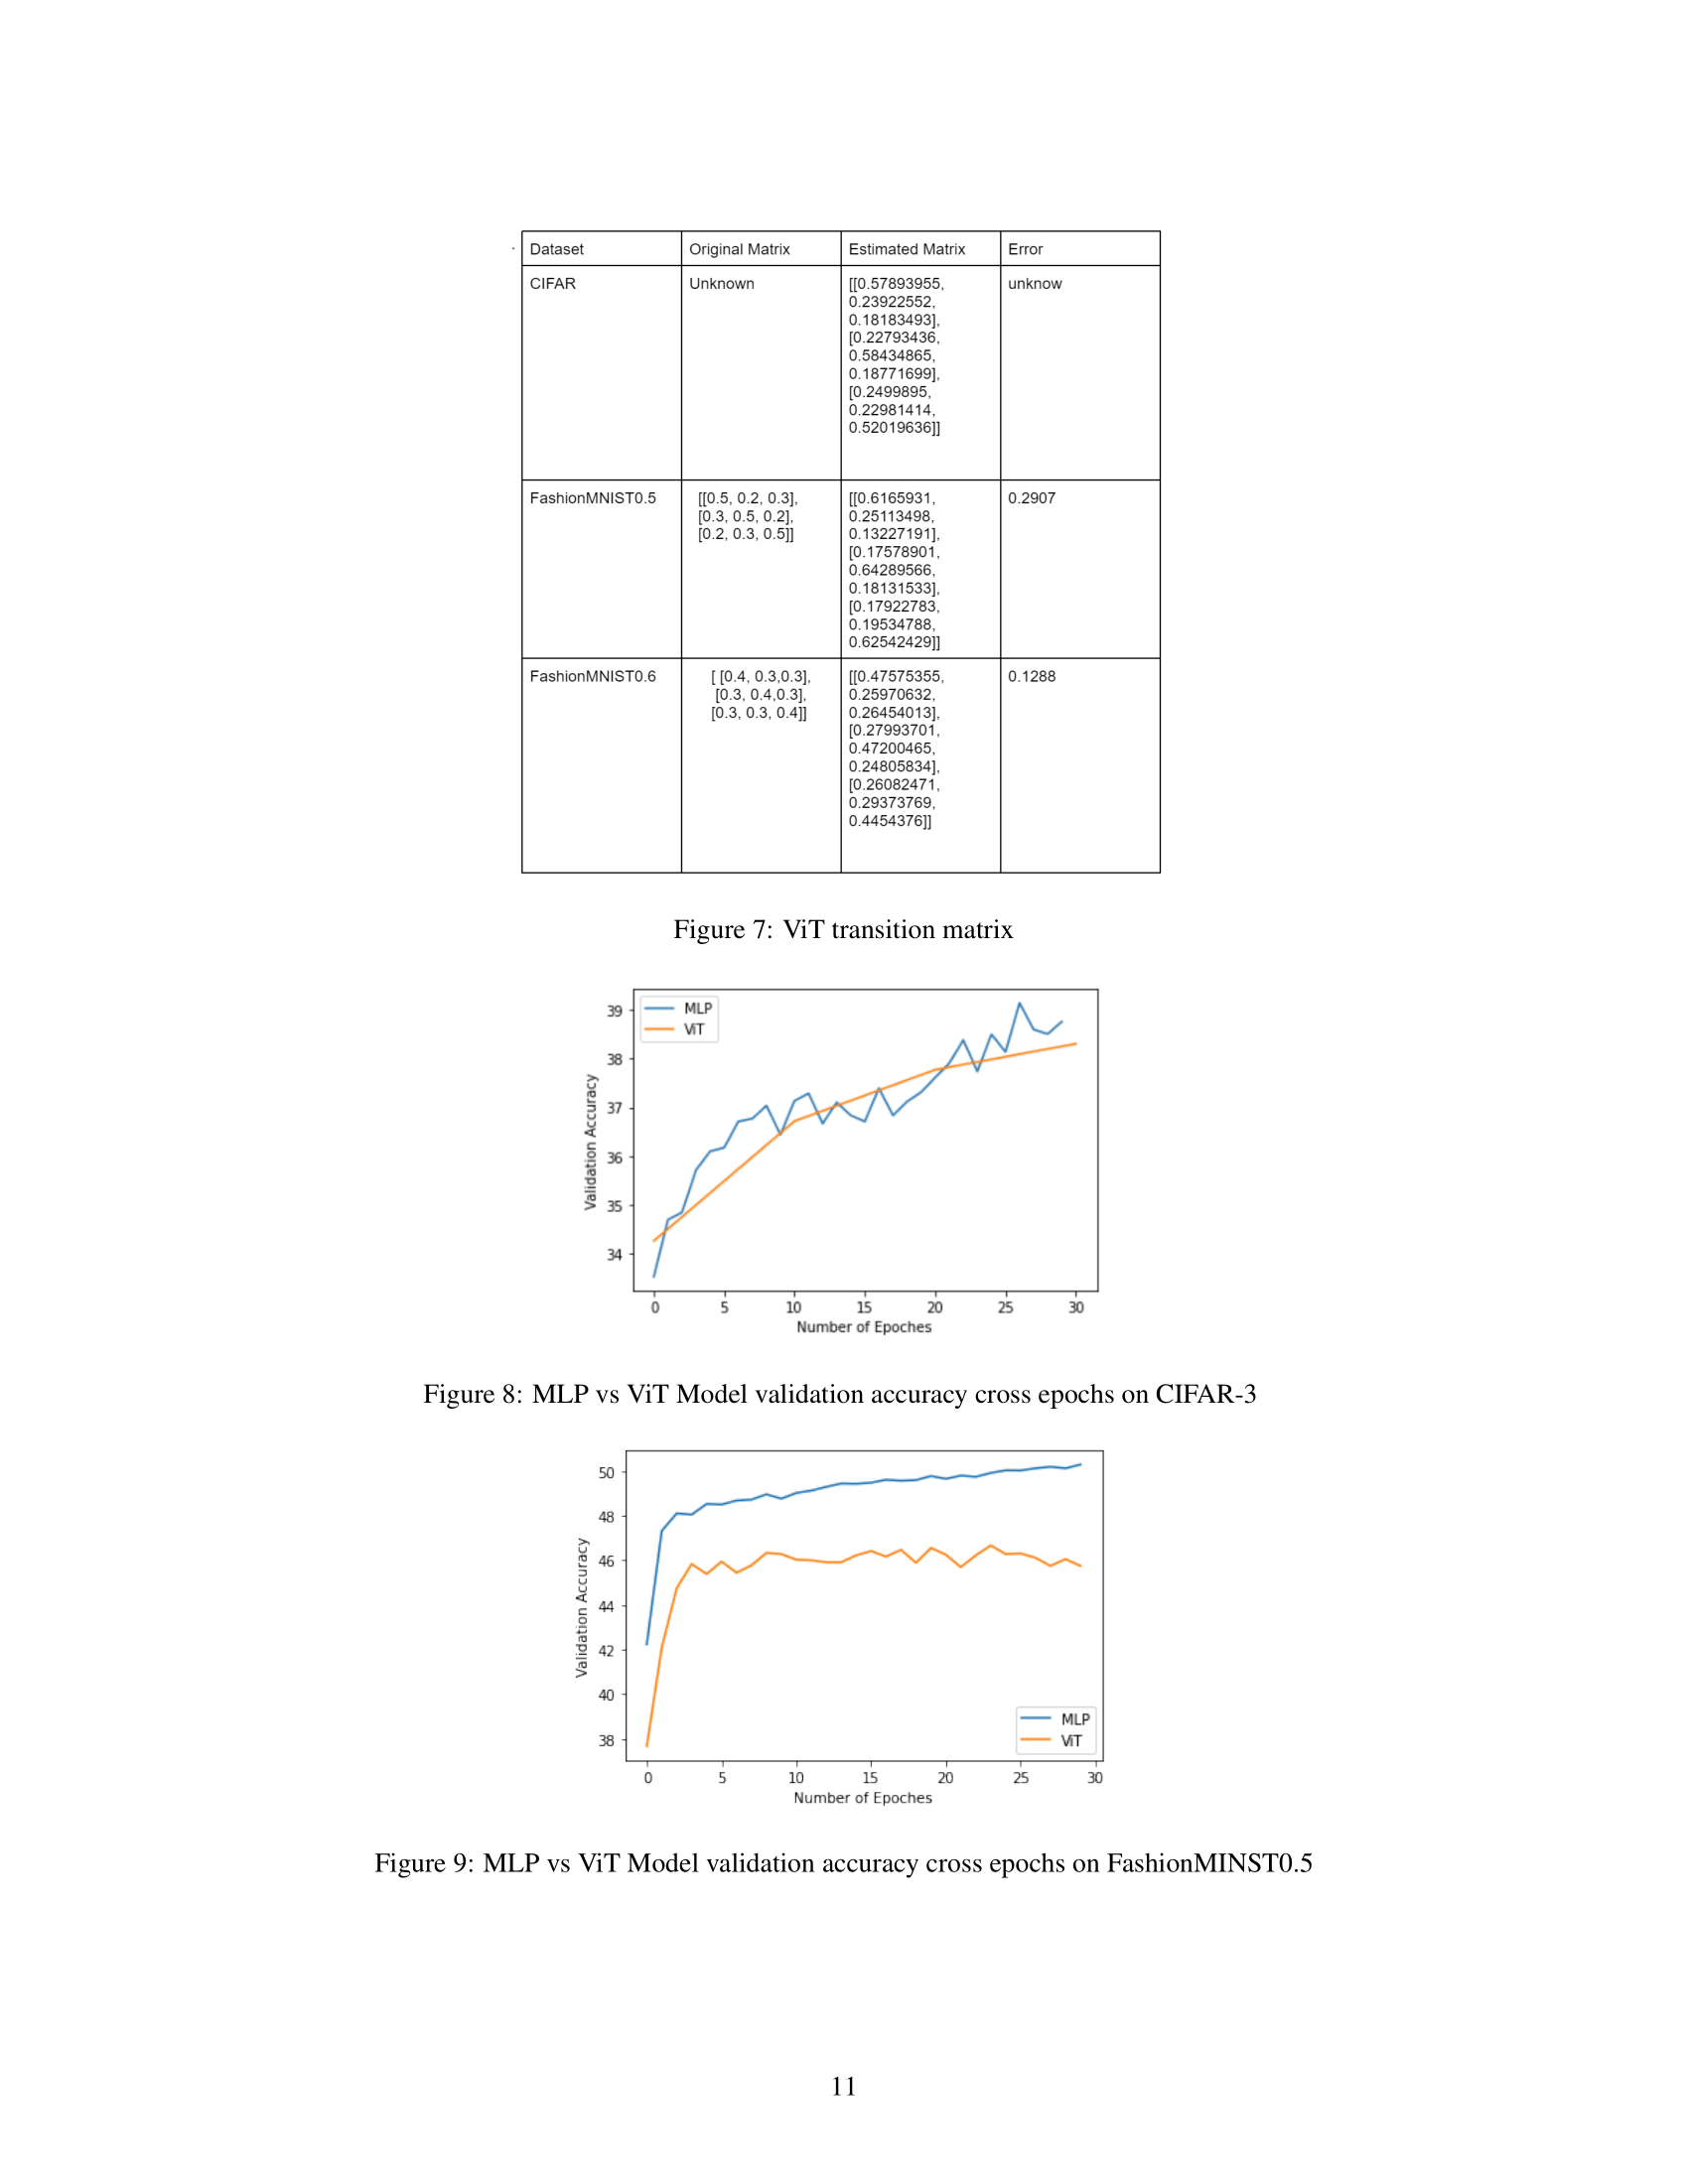 Dataset Original Matrix Estimated Matrix Error
CIFAR Unknown [[0.57893955, unknow
0.23922552,
0.18183493],
[0.22793436,
0.58434865,
0.18771699],
[0.2499895,
0.22981414,
0.52019636]]
FashionMNIST0.5 [[0.5, 0.2, 0.3], [[0.6165931, 0.2907
[0.3, 0.5, 0.2], 0.25113498,
[0.2, 0.3, 0.5]] 0.13227191],
[0.17578901,
0.64289566,
0.18131533],
[0.17922783,
0.19534788,
0.62542429]]
FashionMNIST0.6 [ [0.4, 0.3,0.3], [[0.47575355, 0.1288
[0.3, 0.4,0.3], 0.25970632,
[0.3, 0.3, 0.4]] 0.26454013],
[0.27993701,
0.47200465,
0.24805834],
[0.26082471,
0.29373769,
0.4454376]]
Figure 7: ViT transition matrix
MLP
ViT
39
38
37
36
35
34
Validation Accuracy
0 5 10 15 20 25 30
Number of Epoches
Figure 8: MLP vs ViT Model validation accuracy cross epochs on CIFAR-3
50
48
46
44
42
40
38
Validation Accuracy
MLP
ViT
0 5 10 15 20 25 30
Number of Epoches
Figure 9: MLP vs ViT Model validation accuracy cross epochs on FashionMINST0.5
11